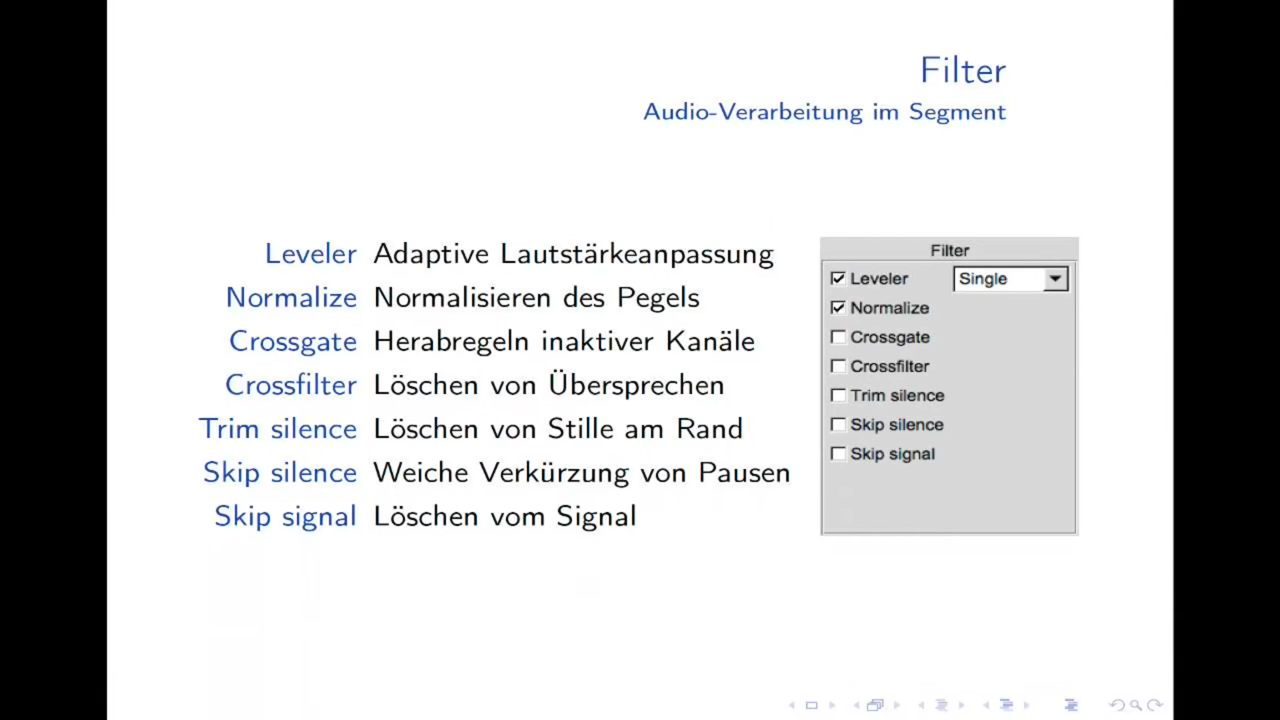 Filter
Audio-Verarbeitung im Segment
Leveler Adaptive Lautstärkeanpassung
Normalize Normalisieren des Pegels
Crossgate Herabregeln inaktiver Kanäle
Crossfilter Löschen von Übersprechen
Trim silence Löschen von Stille am Rand
Skip silence Weiche Verkürzung von Pausen
Skip signal Löschen vom Signal
Filter
Leveler Single
Normalize
Crossgate
Crossfilter
Trim silence
Skip silence
Skip signal